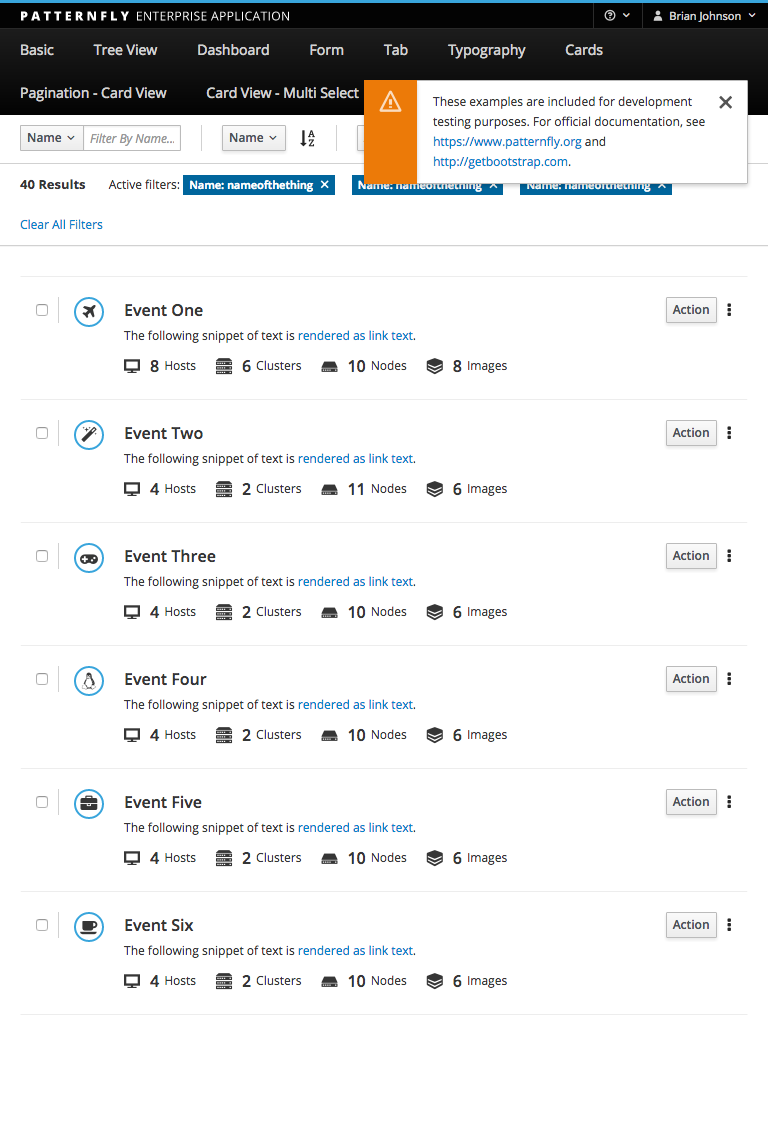 PATTERNFLY ENTERPRISE APPLICATION
Brian Johnson
Basic Tree View Dashboard Form Tab Typography Cards
Pagination - Card View Card View - Multi Select
These examples are included for development
testing purposes. For official documentation, see
https://www.patternfly.org and
http://getbootstrap.com.
Name Filter By Name... Name
40 Results Active filters: Name: nameofthething × Name: nameofthething × Name: nameofthething ×
Clear All Filters
Event One Action
The following snippet of text is rendered as link text.
8 Hosts 6 Clusters 10 Nodes 8 Images
Event Two Action
The following snippet of text is rendered as link text.
4 Hosts 2 Clusters 11 Nodes 6 Images
Event Three Action
The following snippet of text is rendered as link text.
4 Hosts 2 Clusters 10 Nodes 6 Images
Event Four Action
The following snippet of text is rendered as link text.
4 Hosts 2 Clusters 10 Nodes 6 Images
Event Five Action
The following snippet of text is rendered as link text.
4 Hosts 2 Clusters 10 Nodes 6 Images
Event Six Action
The following snippet of text is rendered as link text.
4 Hosts 2 Clusters 10 Nodes 6 Images